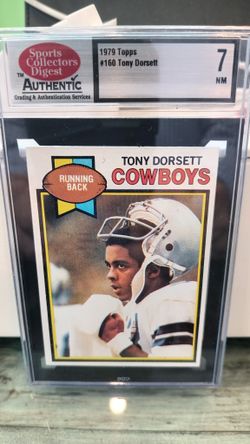 Sports
Collectors
Digest
TM AUTHENTIC
Grading & Authentication Services
1979 Topps
#160 Tony Dorsett
7
NM
TONY DORSETT
COWBOYS
RUNNING
BACK